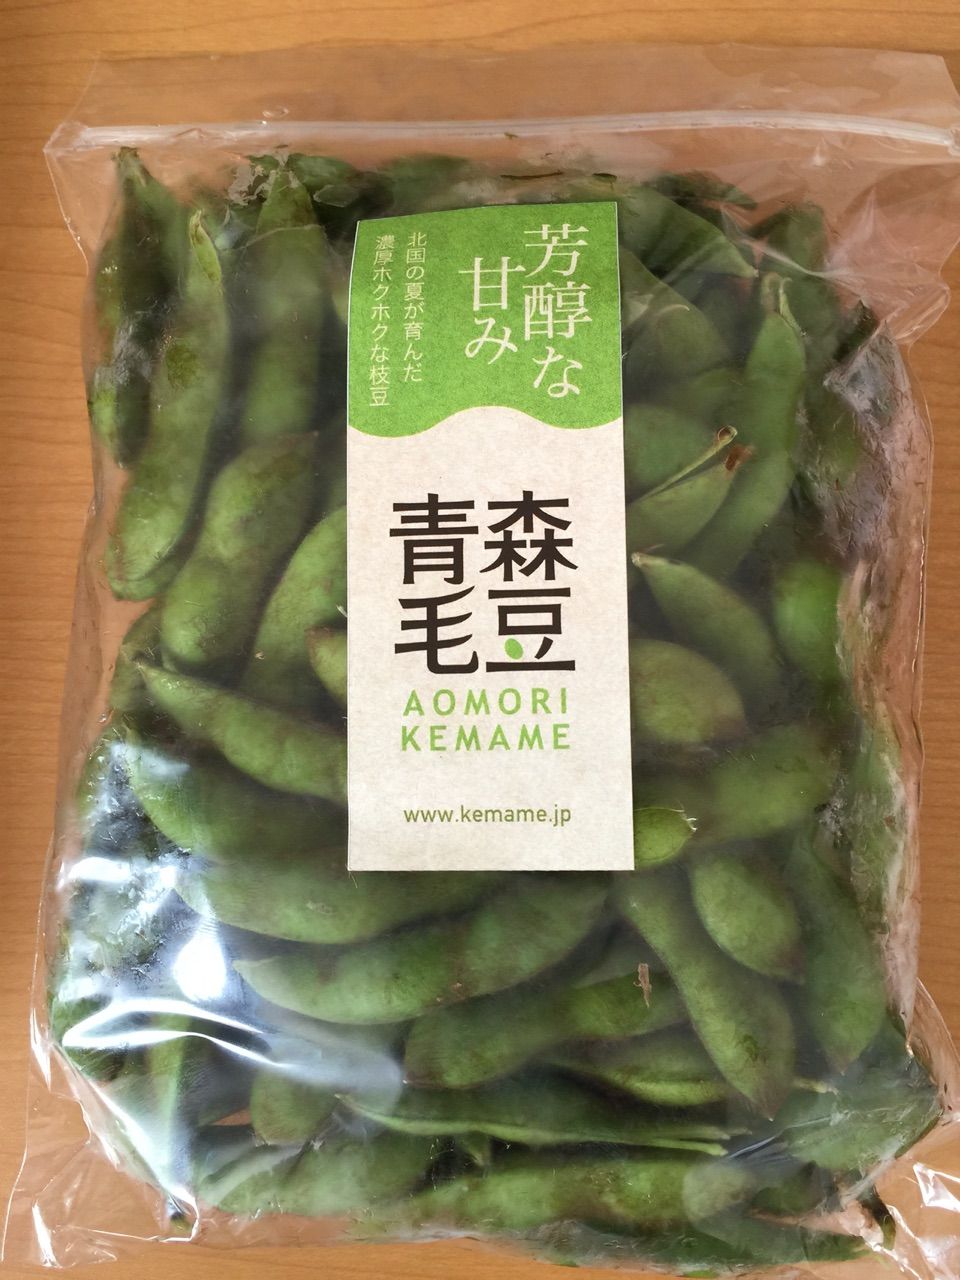 芳醇な
甘み
北国の夏が育んだ
濃厚ホクホクな枝豆
青森
毛豆
AOMORI
KEMAME
www.kemame.jp